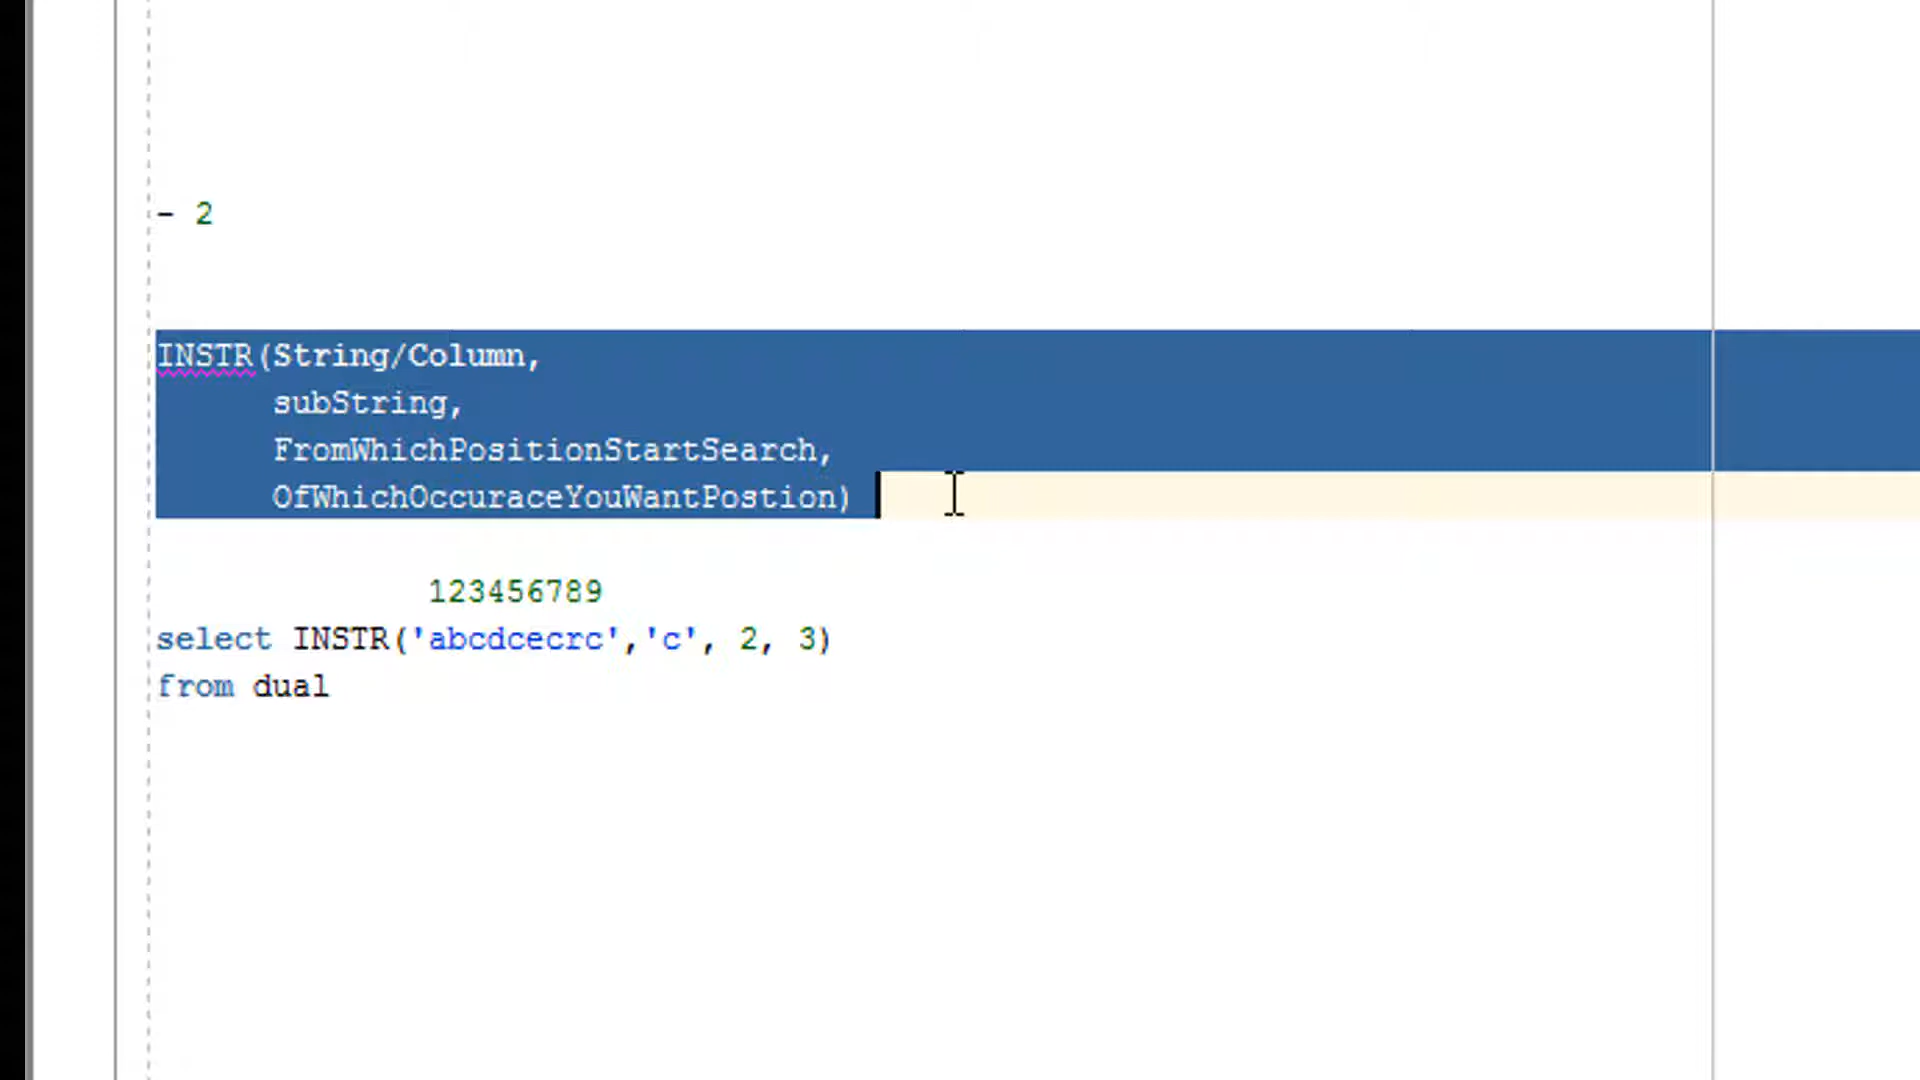 - 2
INSTR(String/Column,
subString,
FromWhichPositionStartSearch,
OfWhichOccuraceYouWantPostion)
123456789
select INSTR('abcdcecrc','c', 2, 3)
from dual